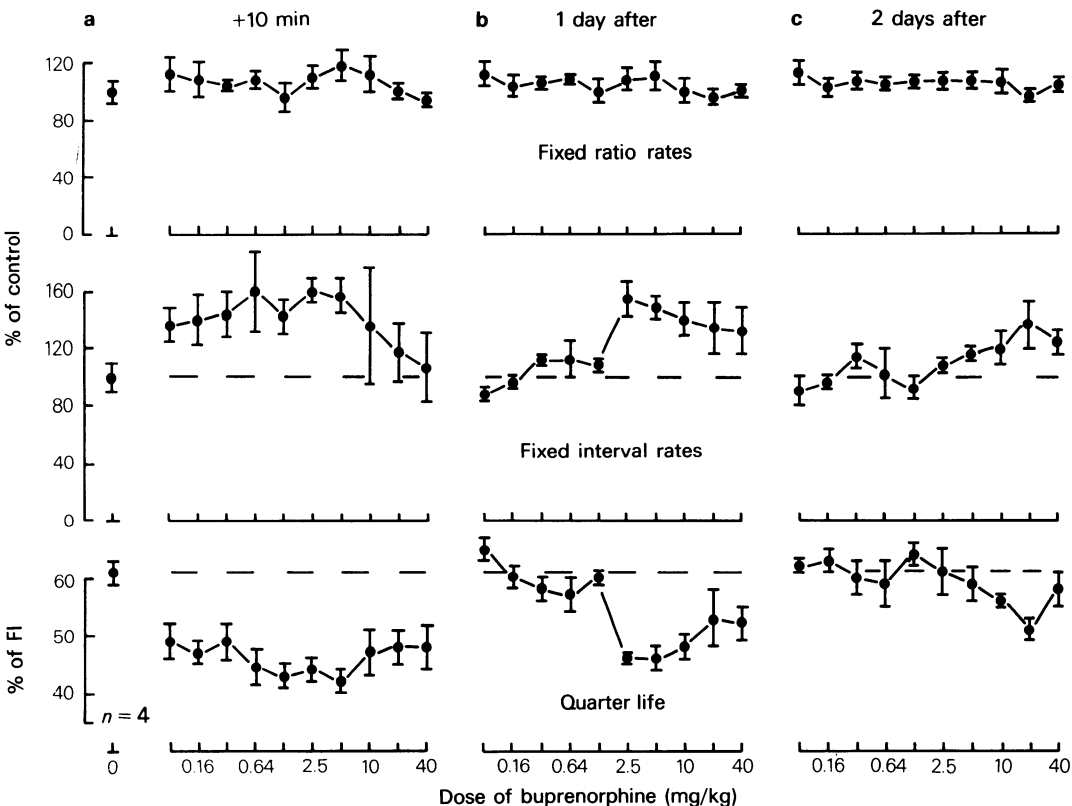 a +10 min b 1 day after c 2 days after
120
80
40
0
Fixed ratio rates
% of control
160
120
80
40
0
Fixed interval rates
% of FI
60
50
40
Quarter life
n = 4
0 0.16 0.64 2.5 10 40 0.16 0.64 2.5 10 40 0.16 0.64 2.5 10 40
Dose of buprenorphine (mg/kg)